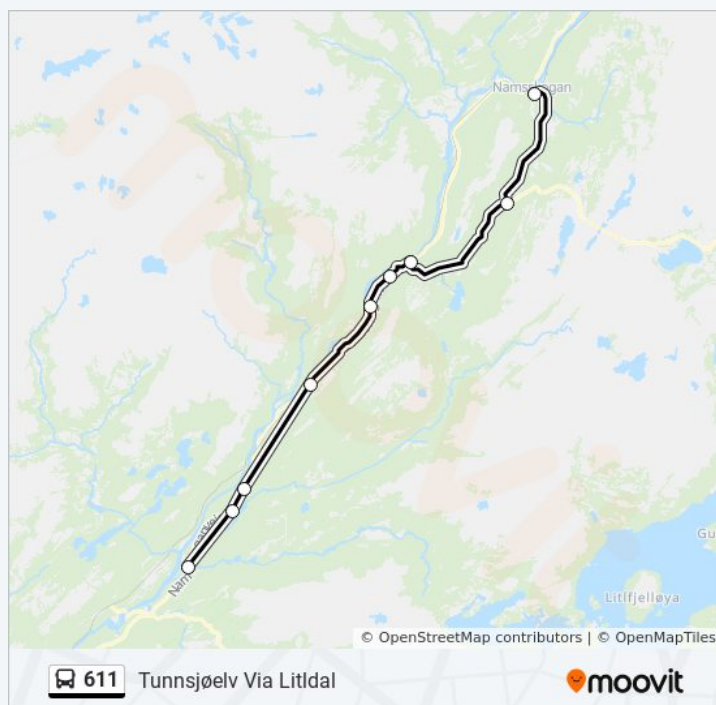 Namsskogan
Litlfjelløya
© OpenStreetMap contributors | © OpenMapTiles
611 Tunnsjøelv Via Litldal
moovit